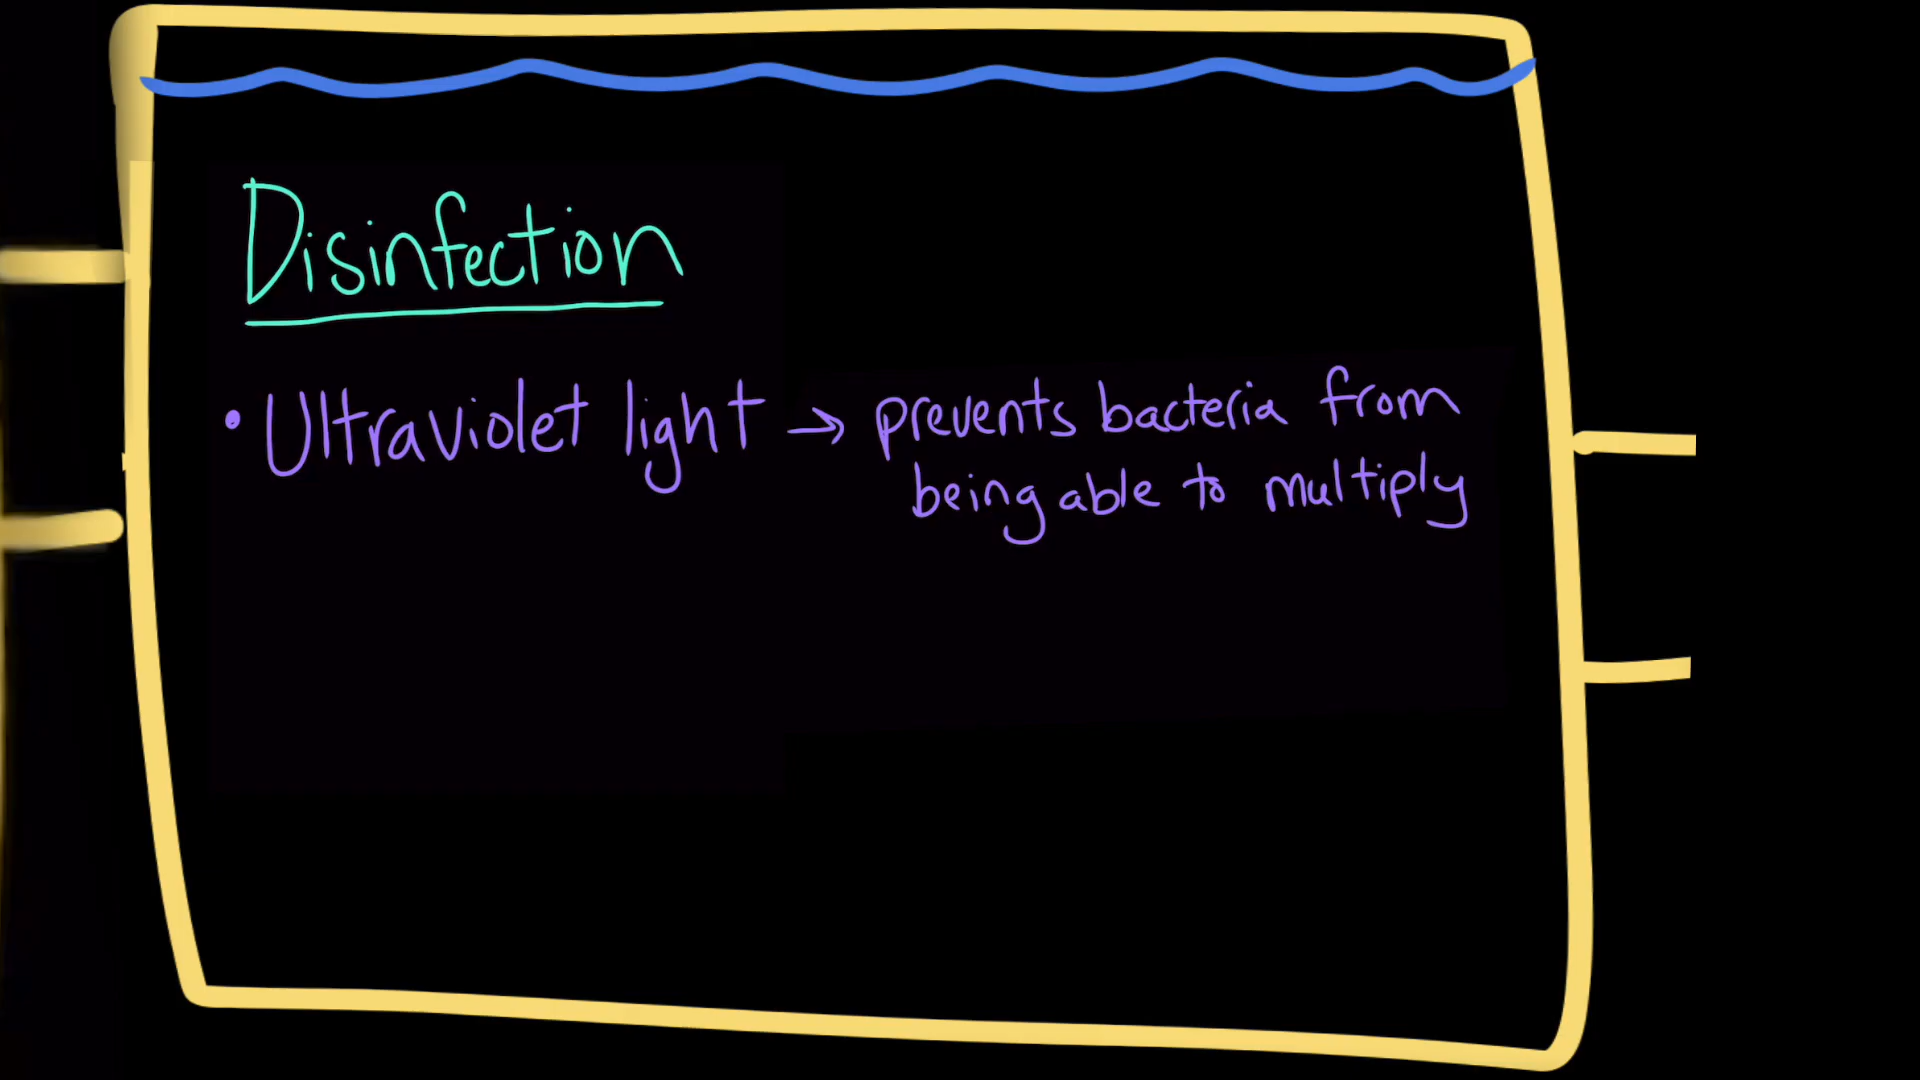 Disinfection
• Ultraviolet light → prevents bacteria from
being able to multiply